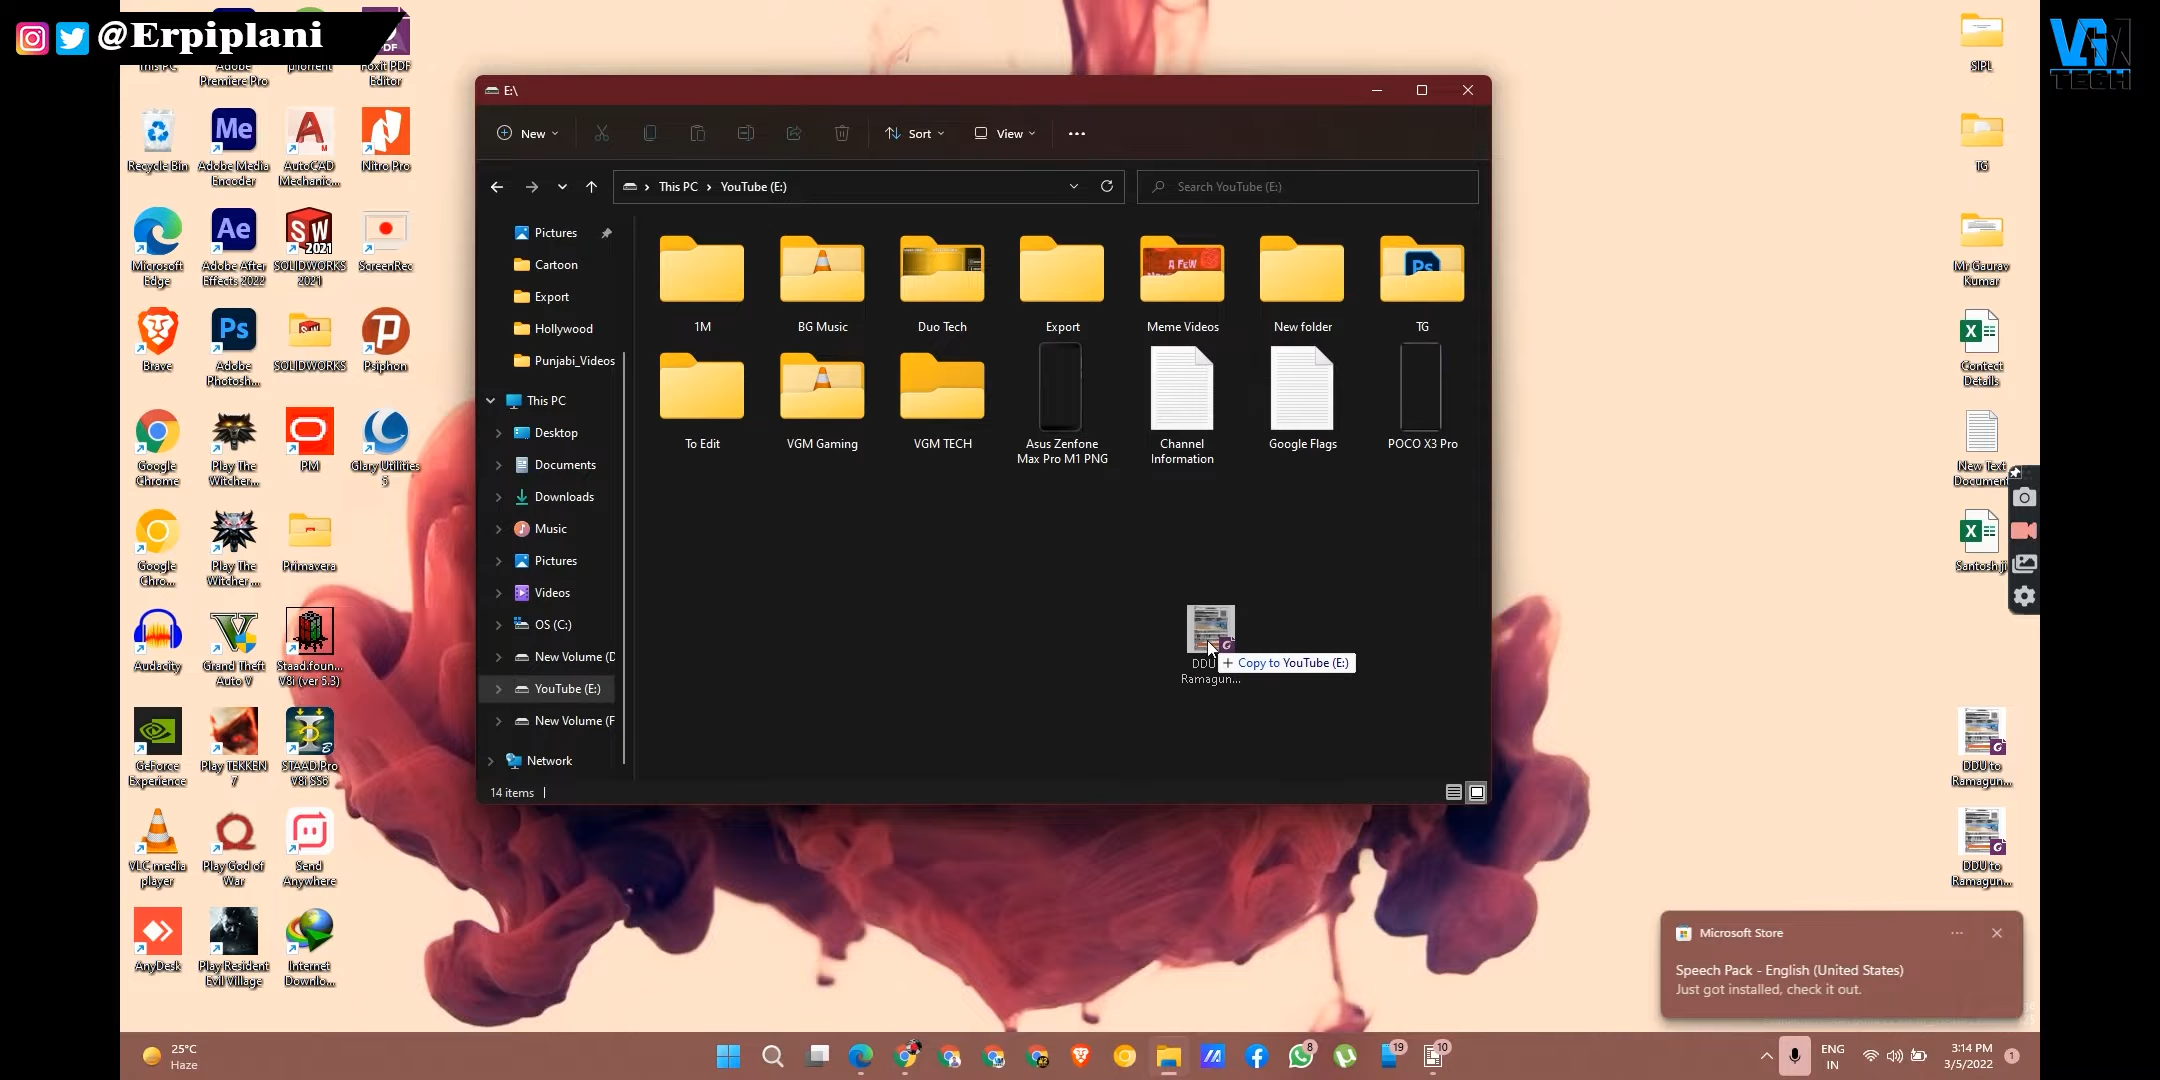 @Erpiplani
VGM
TECH
This PC
Adobe
Premiere Pro
µTorrent
Foxit PDF
Editor
Recycle Bin
Adobe Media
Encoder
AutoCAD
Mechanic...
Nitro Pro
Microsoft
Edge
Adobe After
Effects 2022
SOLIDWORKS
2021
ScreenRec
Brave
Adobe
Photosh...
SOLIDWORKS
Psiphon
Google
Chrome
Play The
Witcher...
PM
Glary Utilities
5
Google
Chro...
Play The
Witcher ...
Primavera
Audacity
Grand Theft
Auto V
Staad.foun...
V8i (ver 5.3)
GeForce
Experience
Play TEKKEN
7
STAAD.Pro
V8i SS6
VLC media
player
Play God of
War
Send
Anywhere
AnyDesk
Play Resident
Evil Village
Internet
Downlo...
E:\
New
Sort
View
This PC > YouTube (E:)
Search YouTube (E:)
Pictures
Cartoon
Export
Hollywood
Punjabi_Videos
This PC
Desktop
Documents
Downloads
Music
Pictures
Videos
OS (C:)
New Volume (D
YouTube (E:)
New Volume (F
Network
1M
BG Music
Duo Tech
Export
Meme Videos
New folder
TG
To Edit
VGM Gaming
VGM TECH
Asus Zenfone
Max Pro M1 PNG
Channel
Information
Google Flags
POCO X3 Pro
DDU
Ramagun...
+ Copy to YouTube (E:)
14 items
SIPL
TG
Mr Gaurav
Kumar
Contect
Details
New Text
Document
Santosh ji
DDU to
Ramagun...
DDU to
Ramagun...
Microsoft Store
Speech Pack - English (United States)
Just got installed, check it out.
25°C
Haze
8
19
10
ENG
IN
3:14 PM
3/5/2022
1